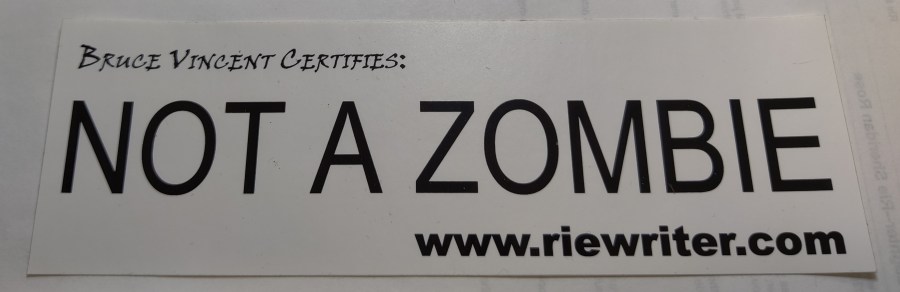 Bruce Vincent Certifies:
NOT A ZOMBIE
www.riewriter.com